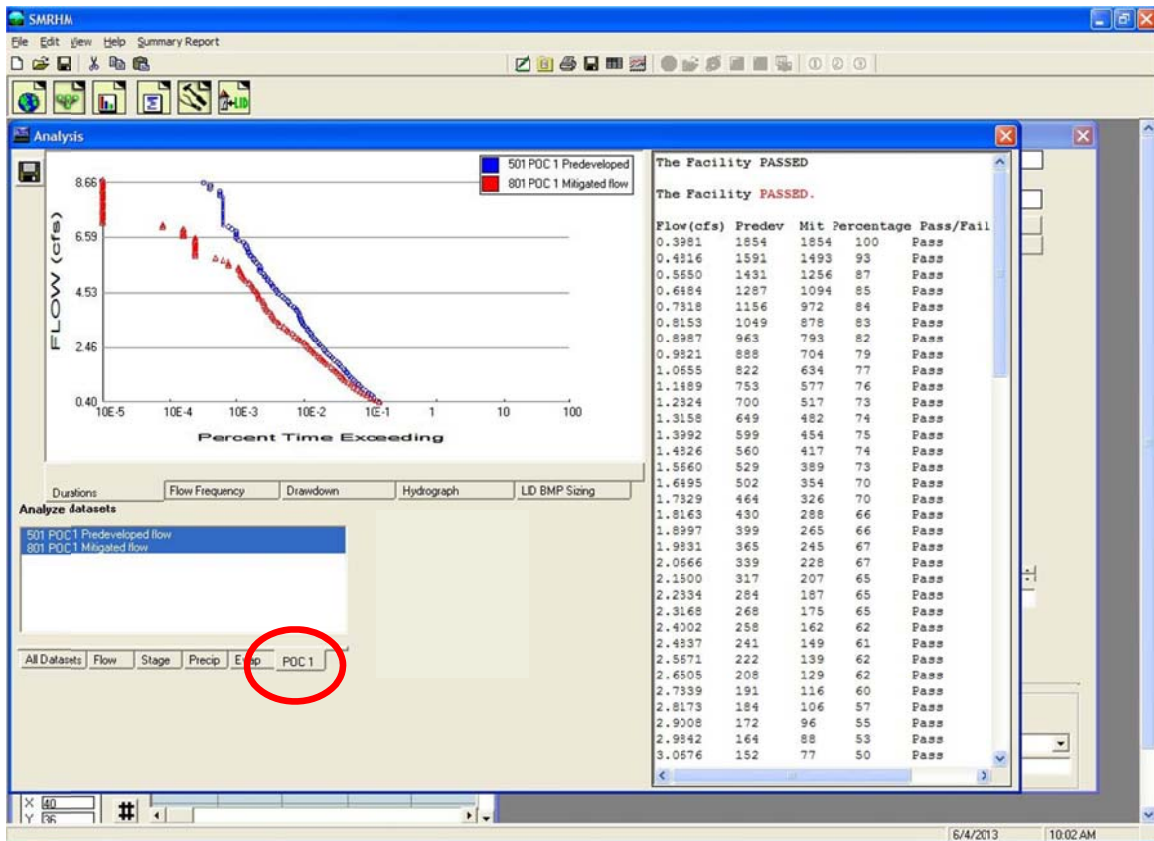 SMRHM
File Edit View Help Summary Report
Analysis
501 POC 1 Predeveloped
801 POC 1 Mitigated flow
8.66
6.59
4.53
2.46
0.40
FLOW (cfs)
10E-5 10E-4 10E-3 10E-2 1E-1 1 10 100
Percent Time Exceeding
Durations Flow Frequency Drawdown Hydrograph LID BMP Sizing
Analyze datasets
501 POC 1 Predeveloped flow
801 POC 1 Mitigated flow
All Datasets Flow Stage Precip Evap POC 1
The Facility PASSED
The Facility PASSED.
Flow(cfs) Predev Mit Percentage Pass/Fail
0.3981 1854 1854 100 Pass
0.4816 1591 1493 93 Pass
0.5650 1431 1256 87 Pass
0.6484 1287 1094 85 Pass
0.7318 1156 972 84 Pass
0.8153 1049 878 83 Pass
0.8987 963 793 82 Pass
0.9821 888 704 79 Pass
1.0655 822 634 77 Pass
1.1489 753 577 76 Pass
1.2324 700 517 73 Pass
1.3158 649 482 74 Pass
1.3992 599 454 75 Pass
1.4826 560 417 74 Pass
1.5660 529 389 73 Pass
1.6495 502 354 70 Pass
1.7329 464 326 70 Pass
1.8163 430 288 66 Pass
1.8997 399 265 66 Pass
1.9831 365 245 67 Pass
2.0666 339 228 67 Pass
2.1500 317 207 65 Pass
2.2334 284 187 65 Pass
2.3168 268 175 65 Pass
2.4002 258 162 62 Pass
2.4837 241 149 61 Pass
2.5671 222 139 62 Pass
2.6505 208 129 62 Pass
2.7339 191 116 60 Pass
2.8173 184 106 57 Pass
2.9008 172 96 55 Pass
2.9842 164 88 53 Pass
3.0676 152 77 50 Pass
X 40
Y 36
6/4/2013 10:02 AM